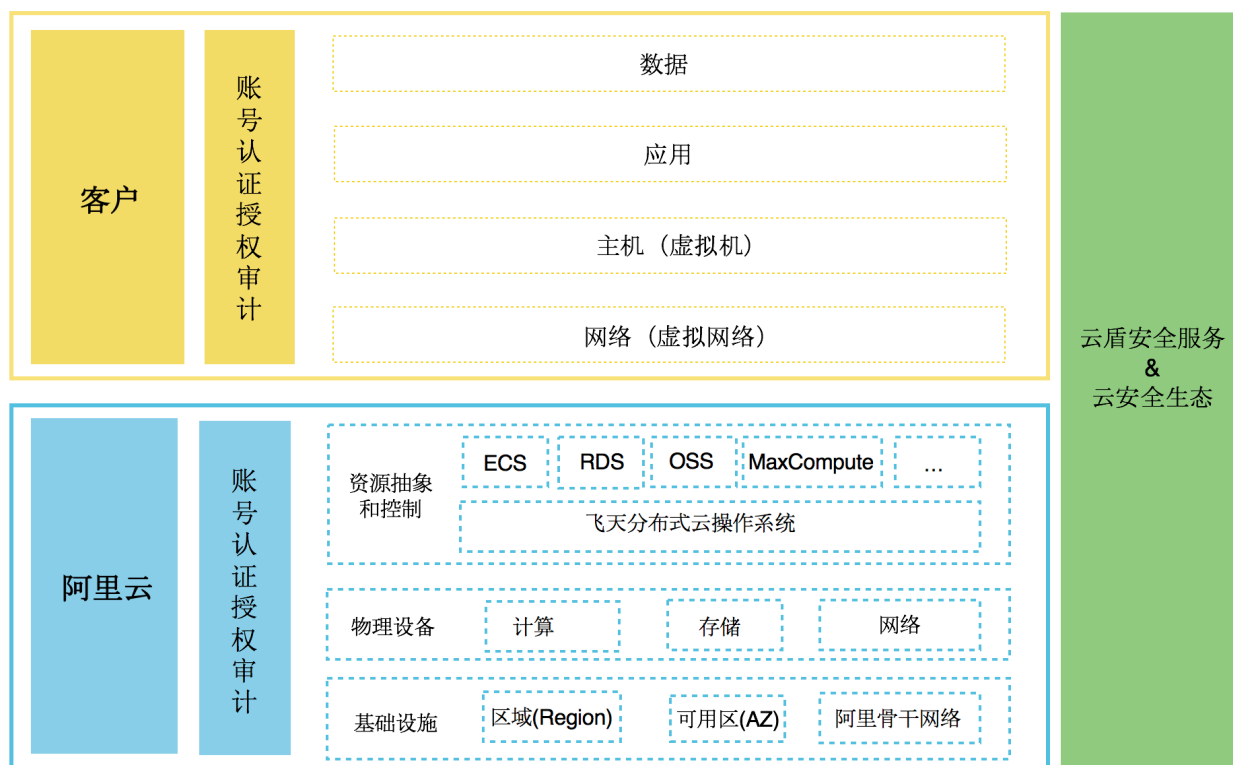 客户
账号认证授权审计
数据
应用
主机（虚拟机）
网络（虚拟网络）
云盾安全服务
&
云安全生态
阿里云
账号认证授权审计
资源抽象
和控制
ECS
RDS
OSS
MaxCompute
...
飞天分布式云操作系统
物理设备
计算
存储
网络
基础设施
区域(Region)
可用区(AZ)
阿里骨干网络